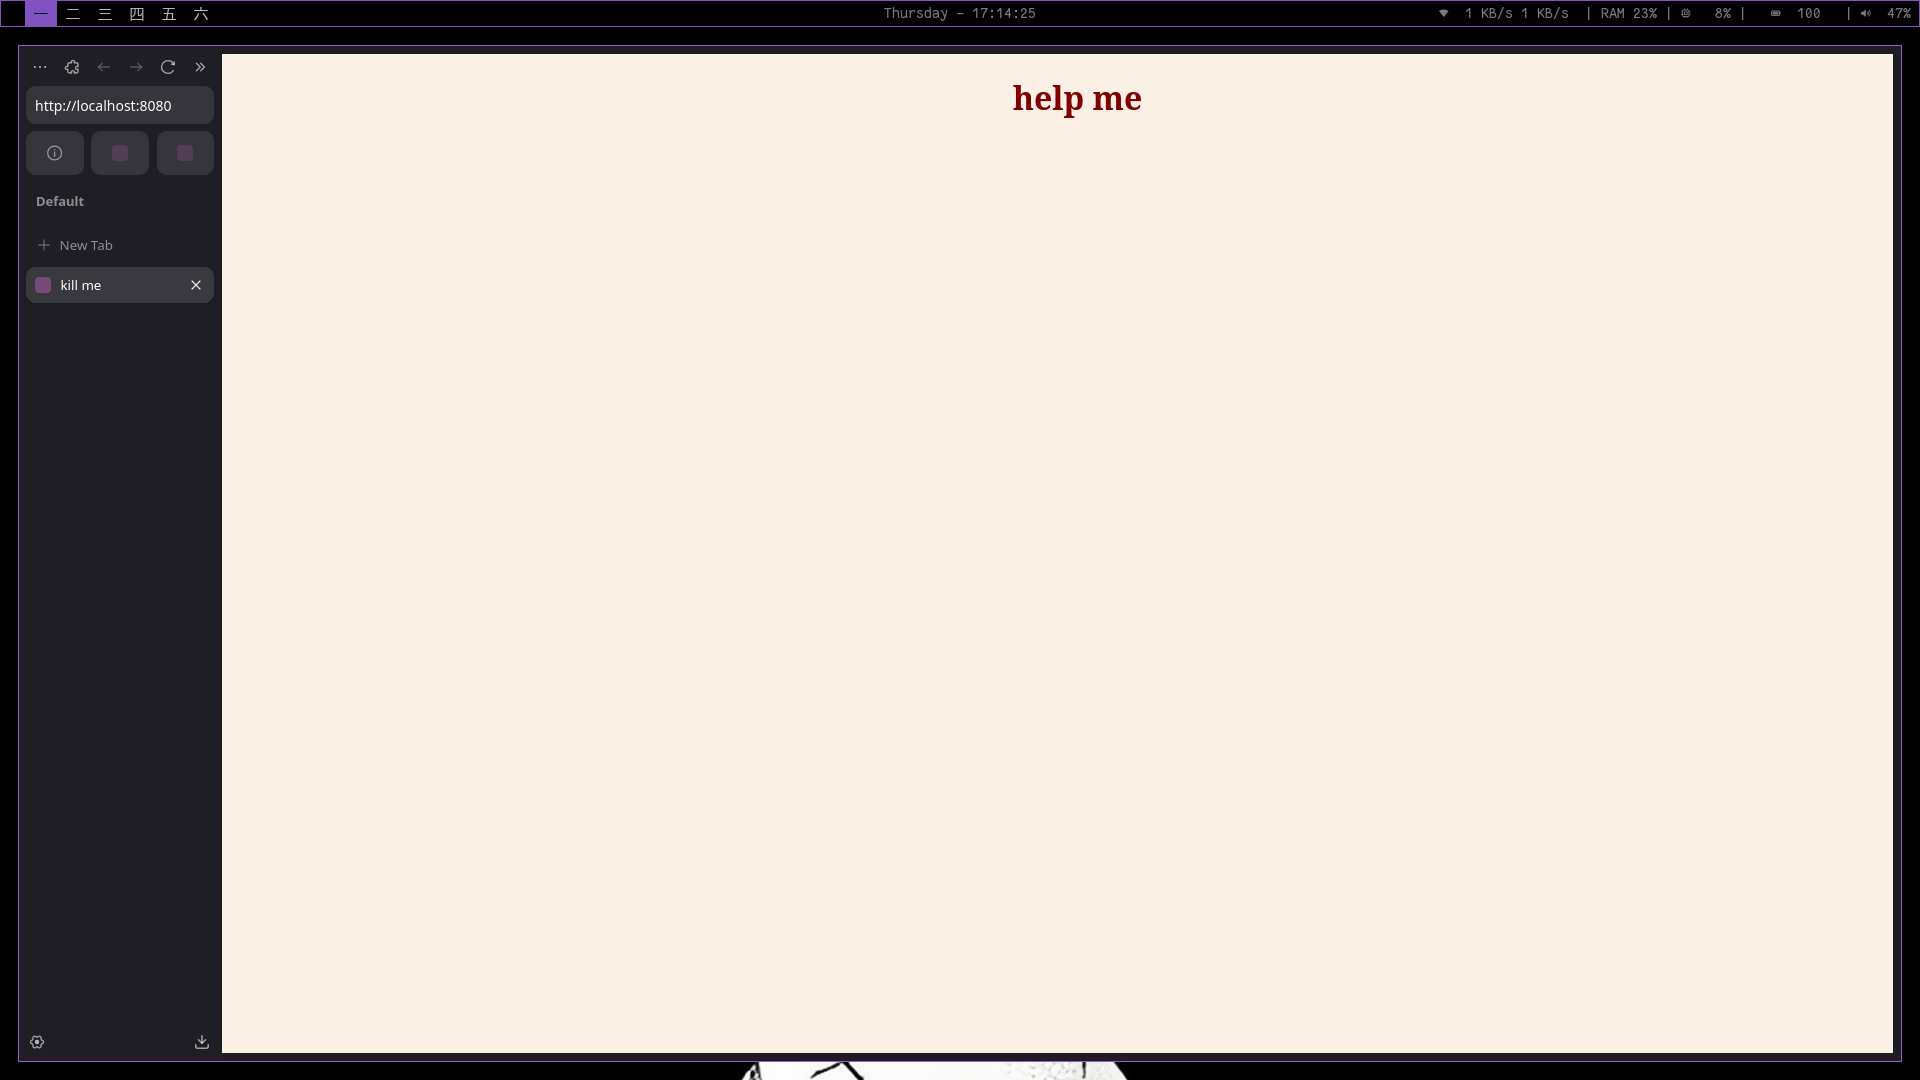 一 二 三 四 五 六
Thursday - 17:14:25
1 KB/s 1 KB/s | RAM 23% | 8% | 100 | 47%
http://localhost:8080
Default
New Tab
kill me
help me